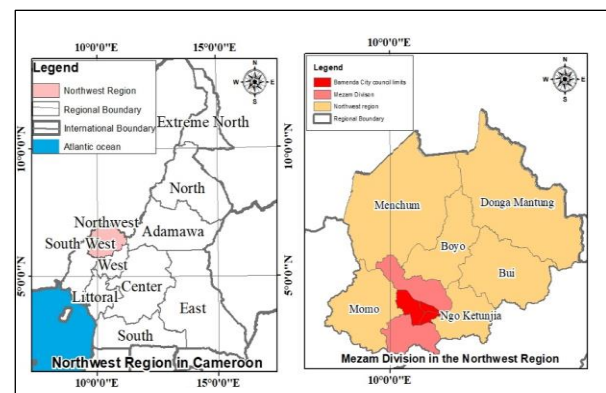 10°0'0"E
15°0'0"E
Legend
Northwest Region
Regional Boundary
International Boundary
Atlantic ocean
N
W
E
S
Extreme North
North
Adamawa
Northwest
South West
West
Littoral
Center
East
South
10°0'0"N
5°0'0"N
10°0'0"N
5°0'0"N
Northwest Region in Cameroon
10°0'0"E
15°0'0"E
10°0'0"E
Legend
Bamenda City council limits
Mezam Divison
Northwest region
Regional Boundary
N
W
E
S
Menchum
Donga Mantung
Boyo
Bui
Momo
Ngo Ketunjia
Mezam Division in the Northwest Region
10°0'0"E